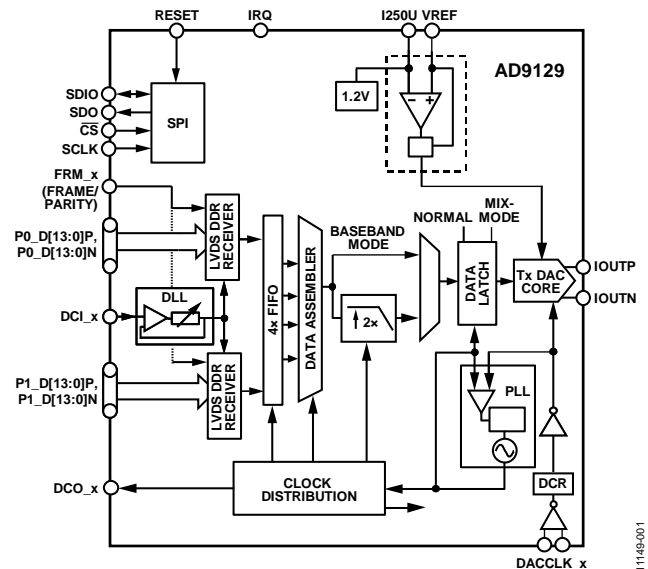 RESET
IRQ
I250U VREF
AD9129
1.2V
SDIO
SDO
CS
SCLK
SPI
FRM_x
(FRAME/
PARITY)
P0_D[13:0]P,
P0_D[13:0]N
LVDS DDR
RECEIVER
DLL
DCI_x
P1_D[13:0]P,
P1_D[13:0]N
LVDS DDR
RECEIVER
4× FIFO
DATA ASSEMBLER
BASEBAND
MODE
2×
NORMAL
MIX-
MODE
DATA
LATCH
Tx DAC
CORE
IOUTP
IOUTN
PLL
DCO_x
CLOCK
DISTRIBUTION
DCR
DACCLK_x
11149-001